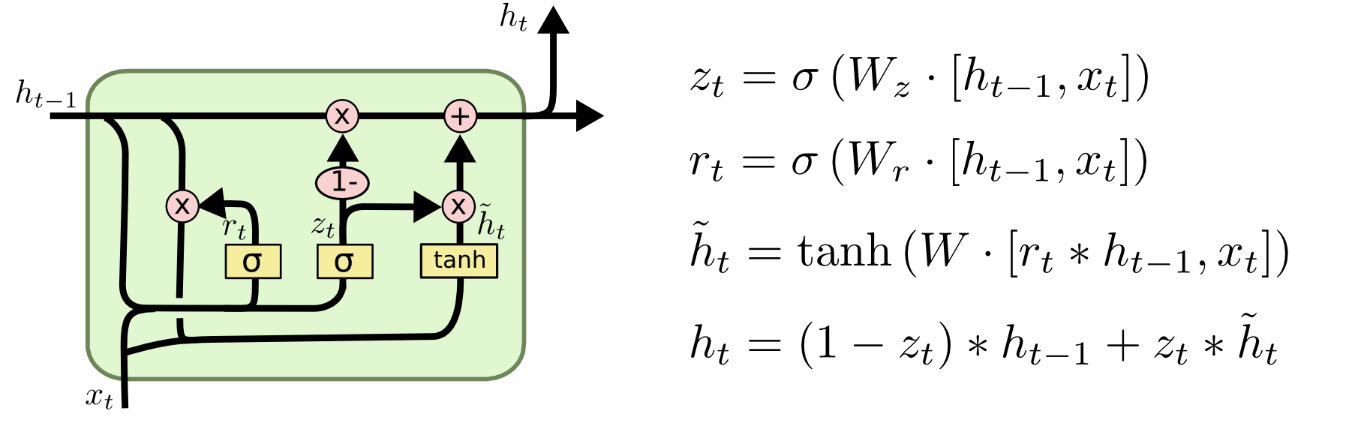 h_t
h_{t-1}
x
+
1-
x
r_t
z_t
x
h̃_t
σ
σ
tanh
x_t
z_t = σ (W_z · [h_{t-1}, x_t])
r_t = σ (W_r · [h_{t-1}, x_t])
h̃_t = tanh (W · [r_t * h_{t-1}, x_t])
h_t = (1 − z_t) * h_{t-1} + z_t * h̃_t